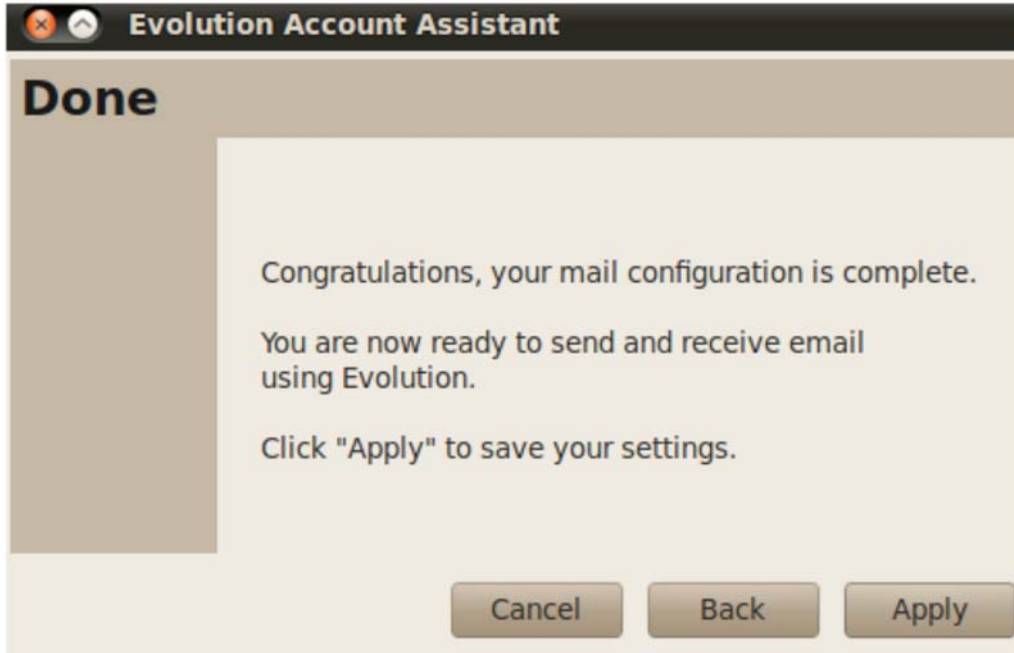 Evolution Account Assistant
Done
Congratulations, your mail configuration is complete.
You are now ready to send and receive email
using Evolution.
Click "Apply" to save your settings.
Cancel Back Apply